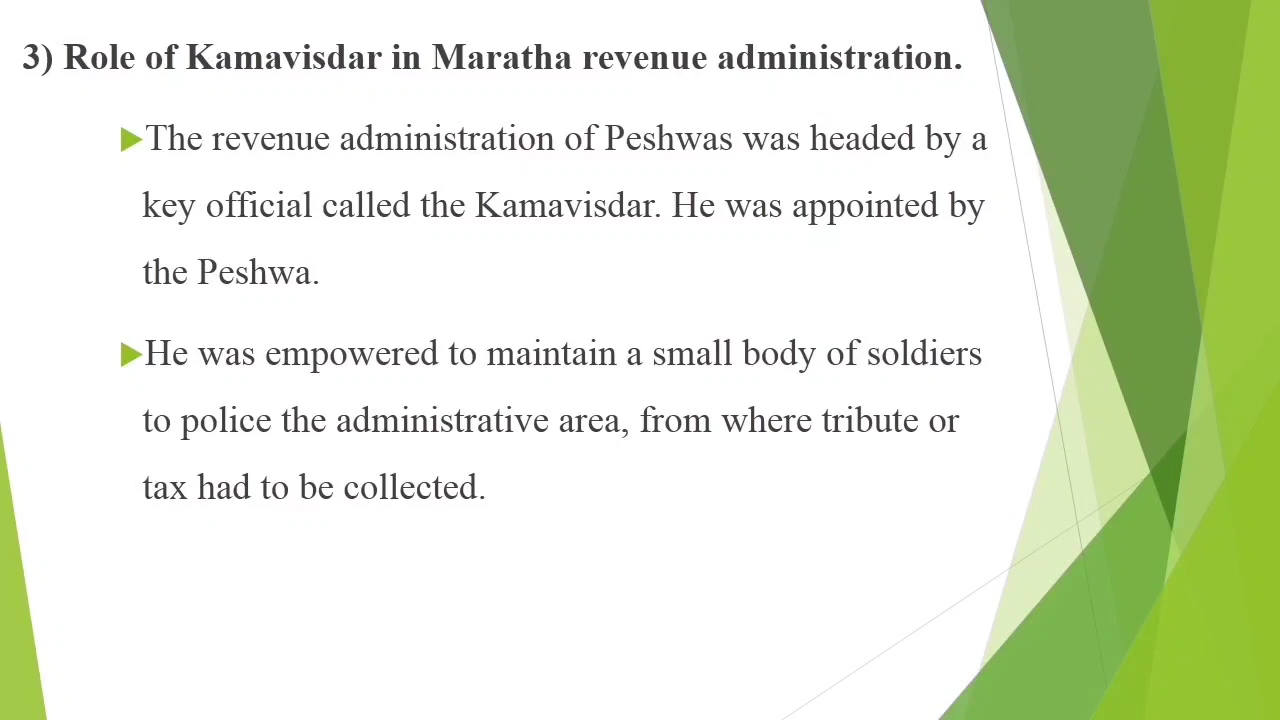 3) Role of Kamavisdar in Maratha revenue administration.
The revenue administration of Peshwas was headed by a
key official called the Kamavisdar. He was appointed by
the Peshwa.
He was empowered to maintain a small body of soldiers
to police the administrative area, from where tribute or
tax had to be collected.